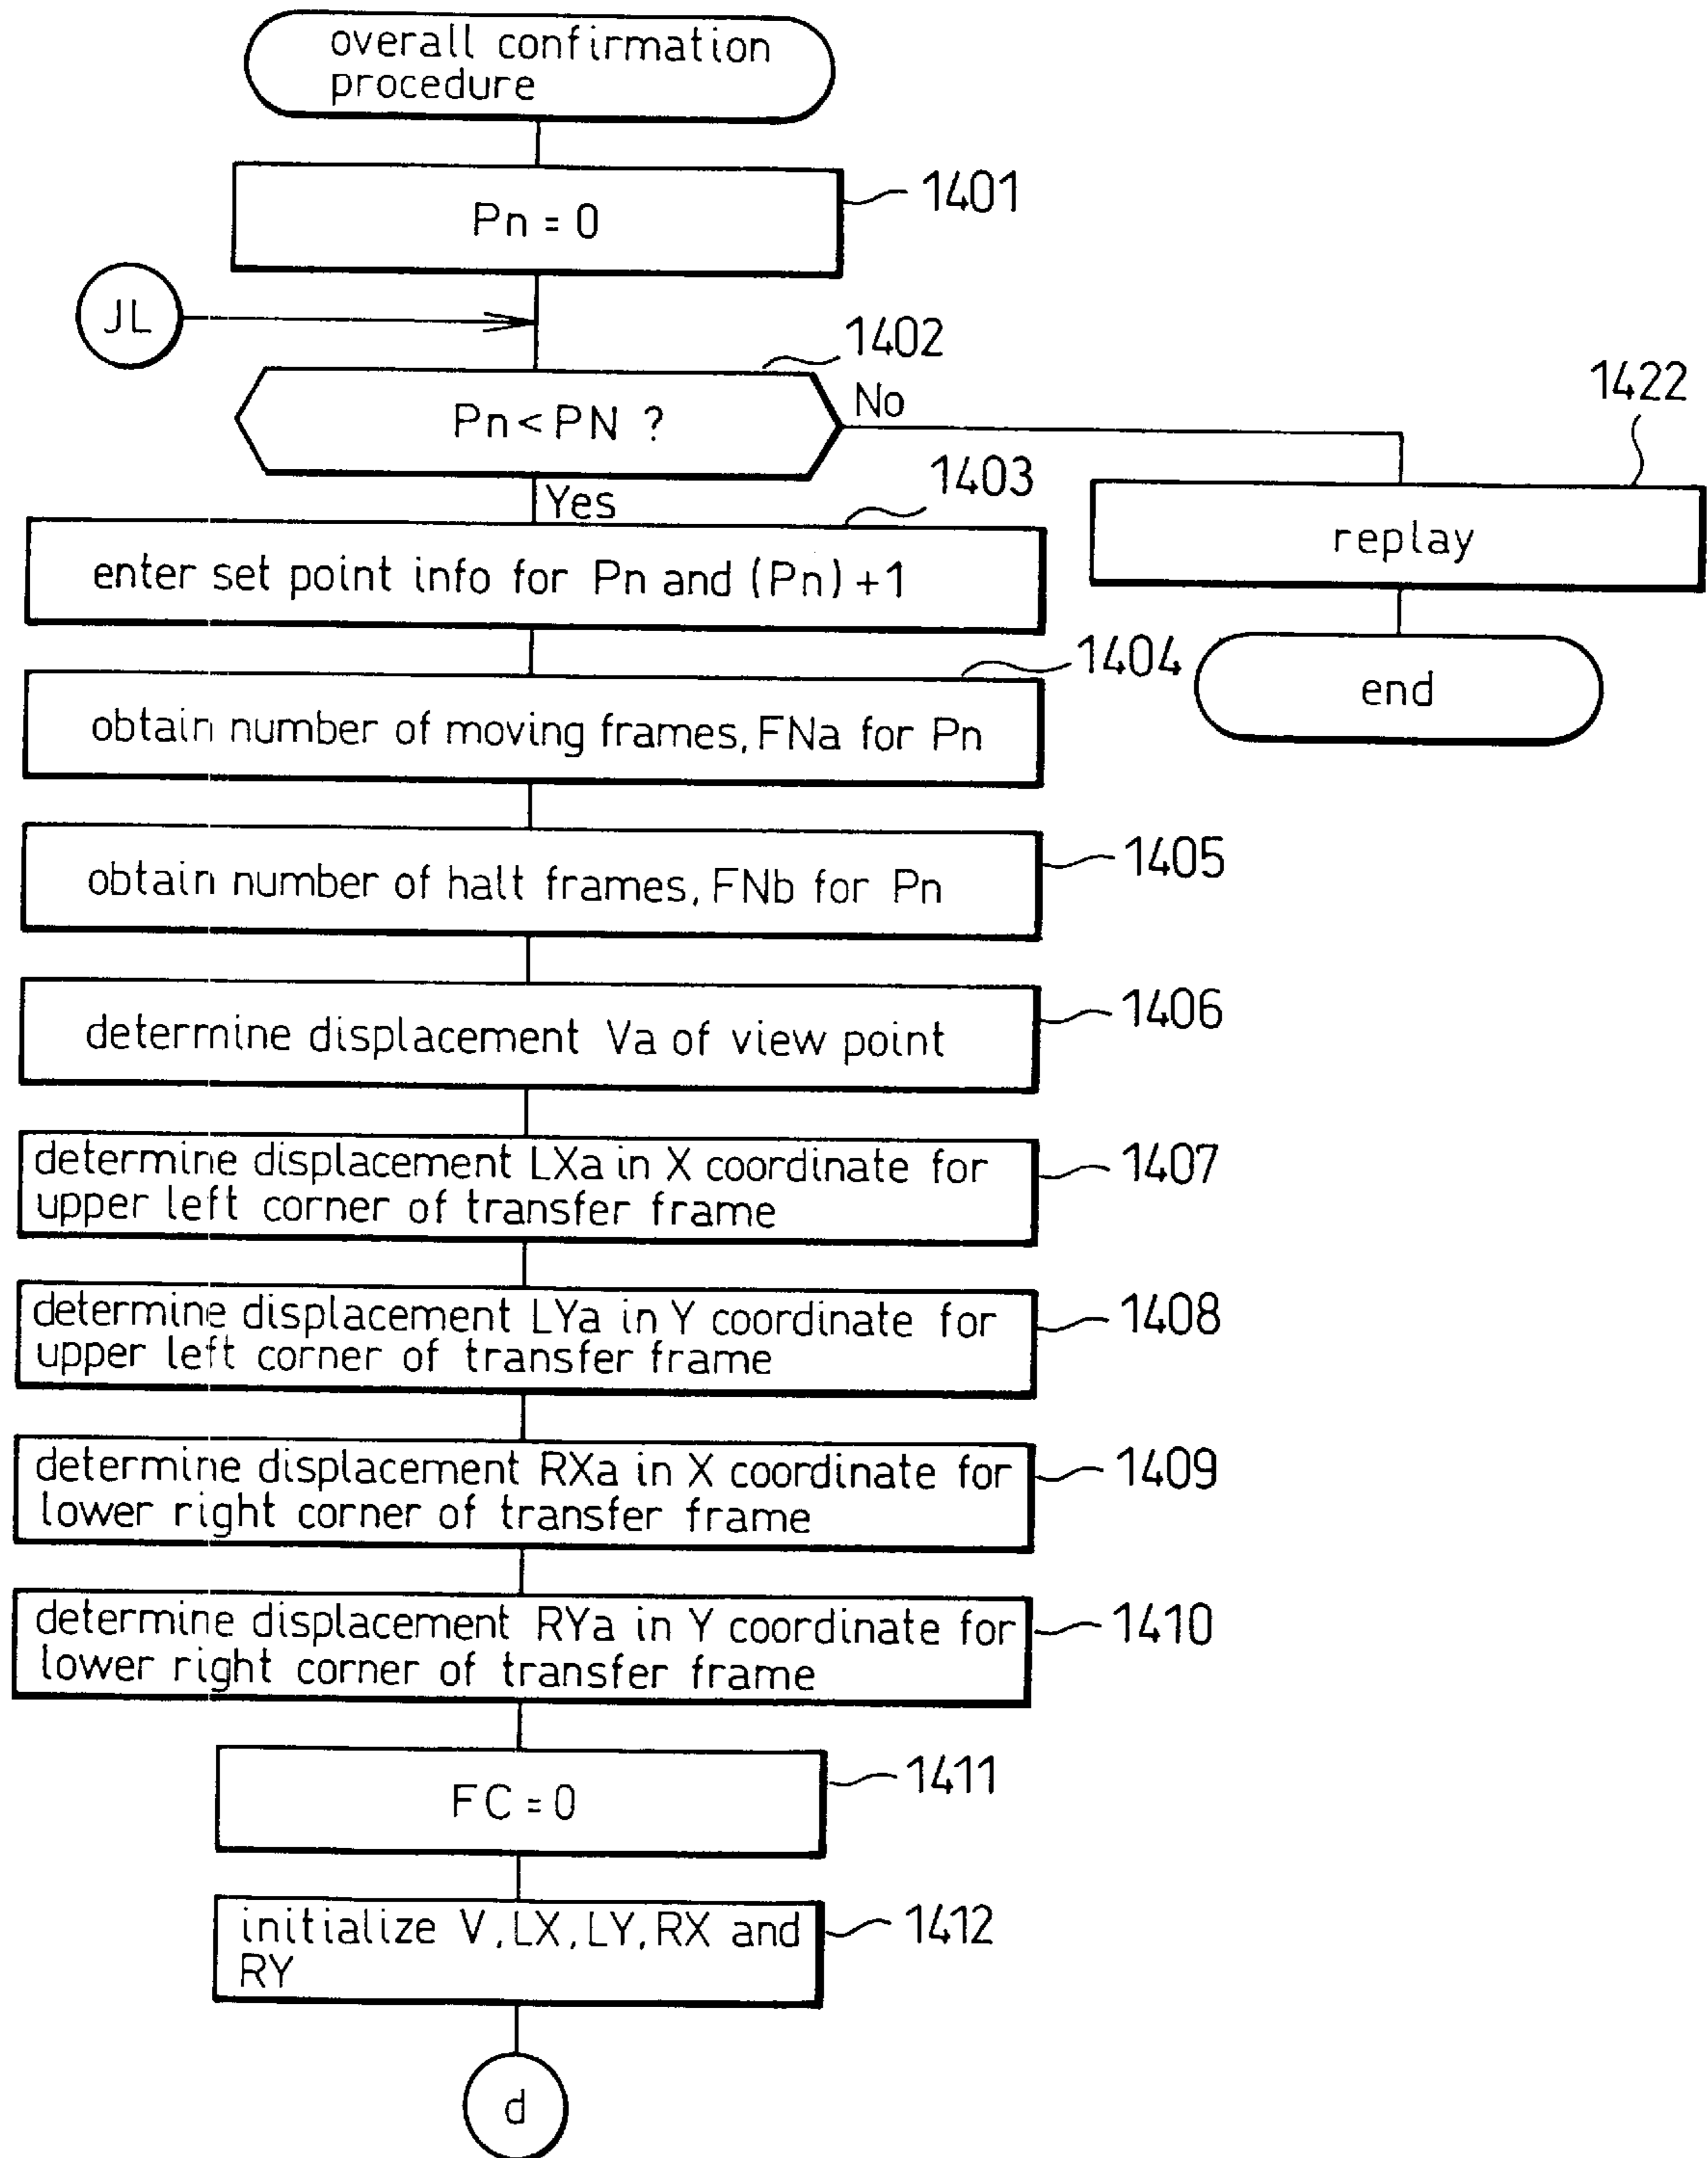 overall confirmation
procedure
1401
Pn = 0
JL
1402
Pn < PN ?
No
1422
Yes
1403
replay
enter set point info for Pn and (Pn) +1
1404
end
obtain number of moving frames, FNa for Pn
1405
obtain number of halt frames, FNb for Pn
1406
determine displacement Va of view point
1407
determine displacement LXa in X coordinate for
upper left corner of transfer frame
1408
determine displacement LYa in Y coordinate for
upper left corner of transfer frame
1409
determine displacement RXa in X coordinate for
lower right corner of transfer frame
1410
determine displacement RYa in Y coordinate for
lower right corner of transfer frame
1411
FC = 0
1412
initialize V, LX, LY, RX and
RY
d